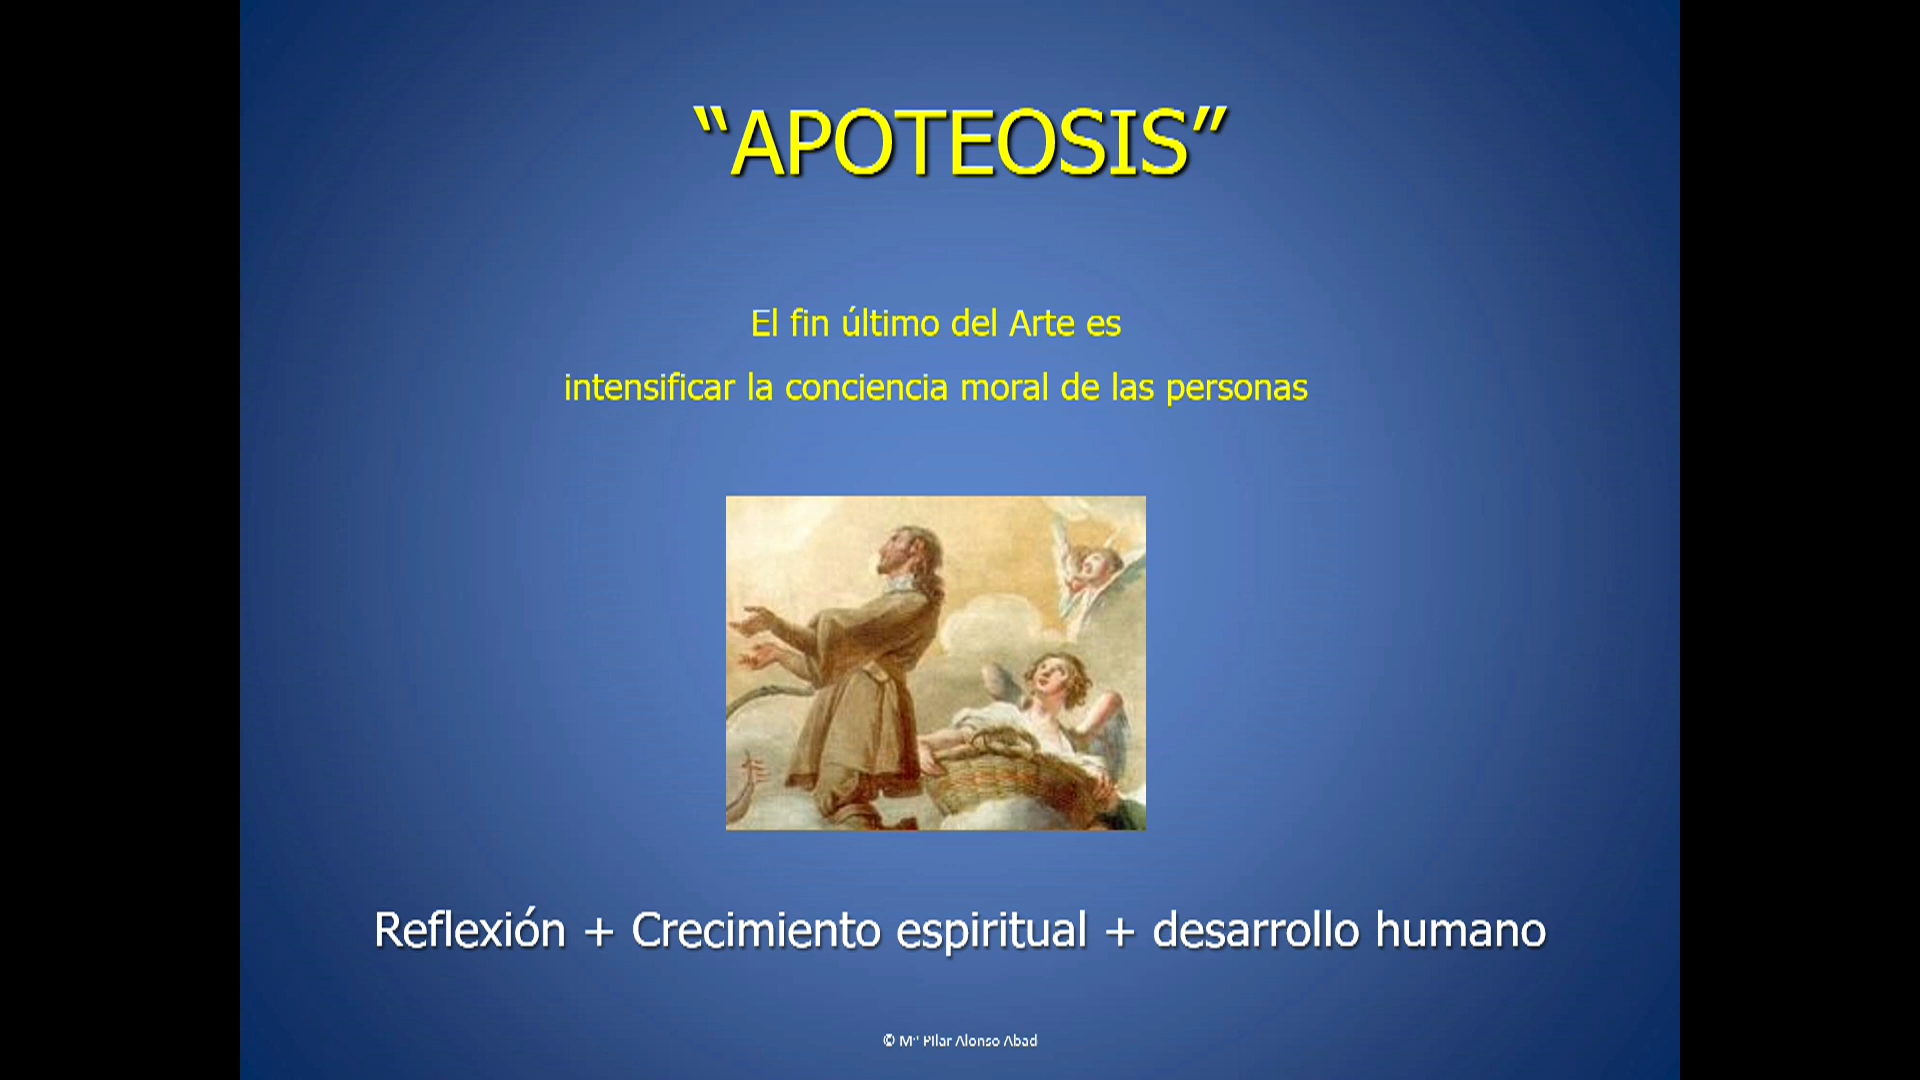 “APOTEOSIS”
El fin último del Arte es
intensificar la conciencia moral de las personas
Reflexión + Crecimiento espiritual + desarrollo humano
© Mª Pilar Alonso Abad